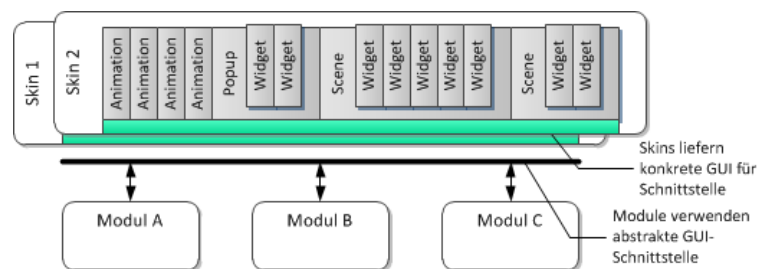 Skin 1
Skin 2
Animation
Animation
Animation
Animation
Popup
Widget
Widget
Scene
Widget
Widget
Widget
Widget
Widget
Scene
Widget
Widget
Skins liefern
konkrete GUI für
Schnittstelle
Modul A
Modul B
Modul C
Module verwenden
abstrakte GUI-
Schnittstelle